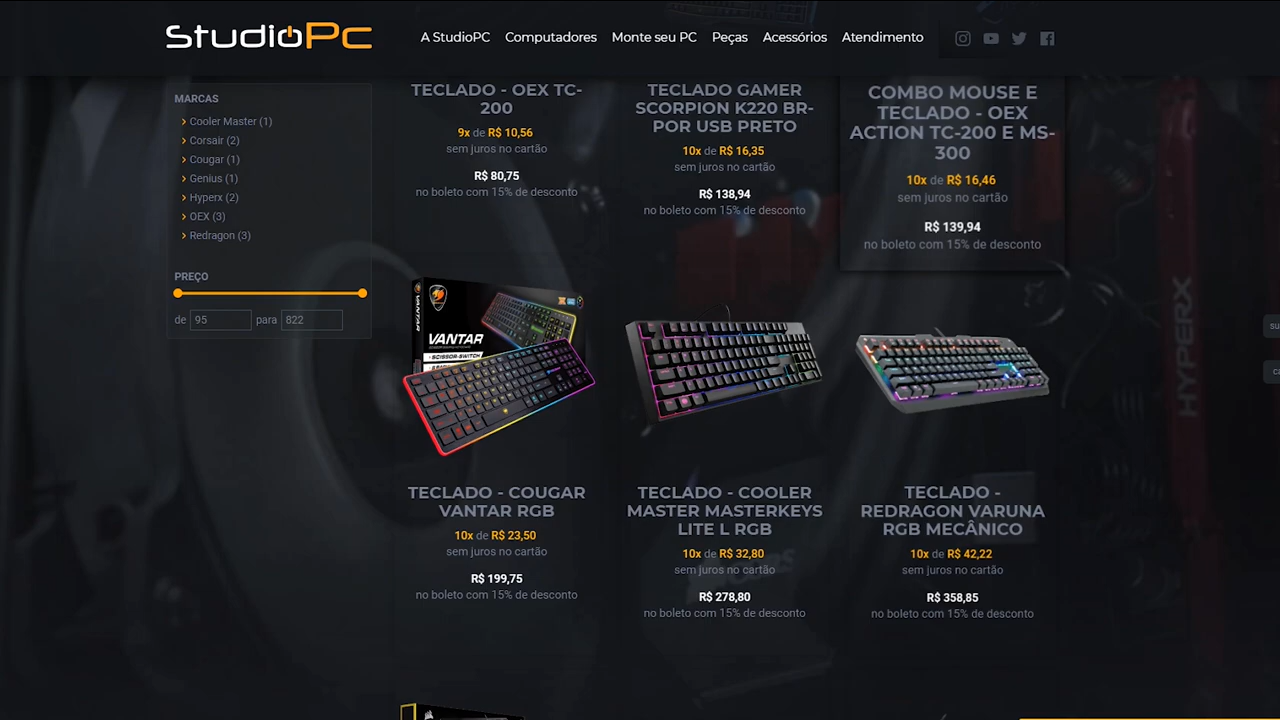 StudioPC
A StudioPC Computadores Monte seu PC Peças Acessórios Atendimento
MARCAS
Cooler Master (1)
Corsair (2)
Cougar (1)
Genius (1)
Hyperx (2)
OEX (3)
Redragon (3)
PREÇO
de 95 para 822
TECLADO - OEX TC-
200
9x de R$ 10,56
sem juros no cartão
R$ 80,75
no boleto com 15% de desconto
TECLADO GAMER
SCORPION K220 BR-
POR USB PRETO
10x de R$ 16,35
sem juros no cartão
R$ 138,94
no boleto com 15% de desconto
COMBO MOUSE E
TECLADO - OEX
ACTION TC-200 E MS-
300
10x de R$ 16,46
sem juros no cartão
R$ 139,94
no boleto com 15% de desconto
VANTAR
VANTAR
SCISSOR-SWITCH
TECLADO - COUGAR
VANTAR RGB
10x de R$ 23,50
sem juros no cartão
R$ 199,75
no boleto com 15% de desconto
TECLADO - COOLER
MASTER MASTERKEYS
LITE L RGB
10x de R$ 32,80
sem juros no cartão
R$ 278,80
no boleto com 15% de desconto
TECLADO -
REDRAGON VARUNA
RGB MECÂNICO
10x de R$ 42,22
sem juros no cartão
R$ 358,85
no boleto com 15% de desconto
HYPERX
su
ca